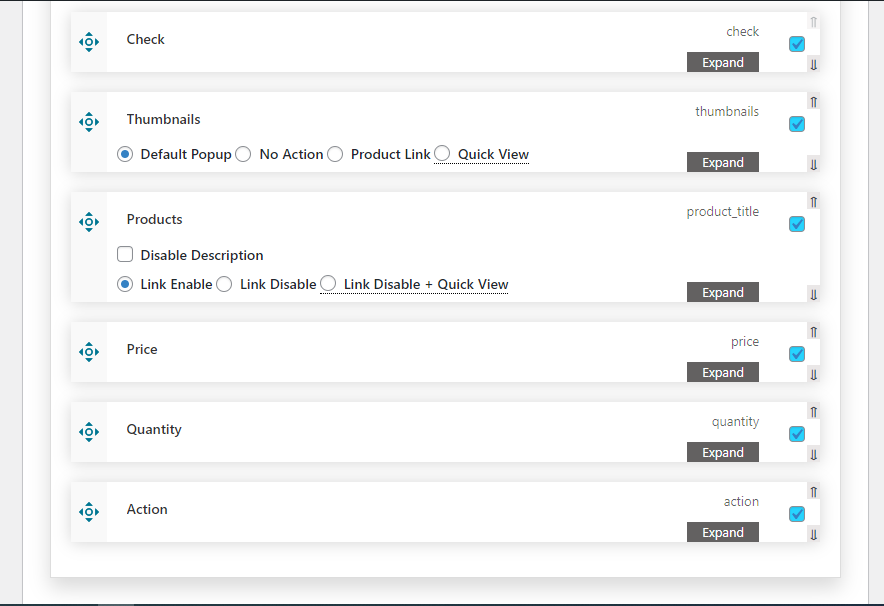 Check
check
Expand
Thumbnails
thumbnails
Default Popup No Action Product Link Quick View
Expand
Products
product_title
Disable Description
Link Enable Link Disable Link Disable + Quick View
Expand
Price
price
Expand
Quantity
quantity
Expand
Action
action
Expand